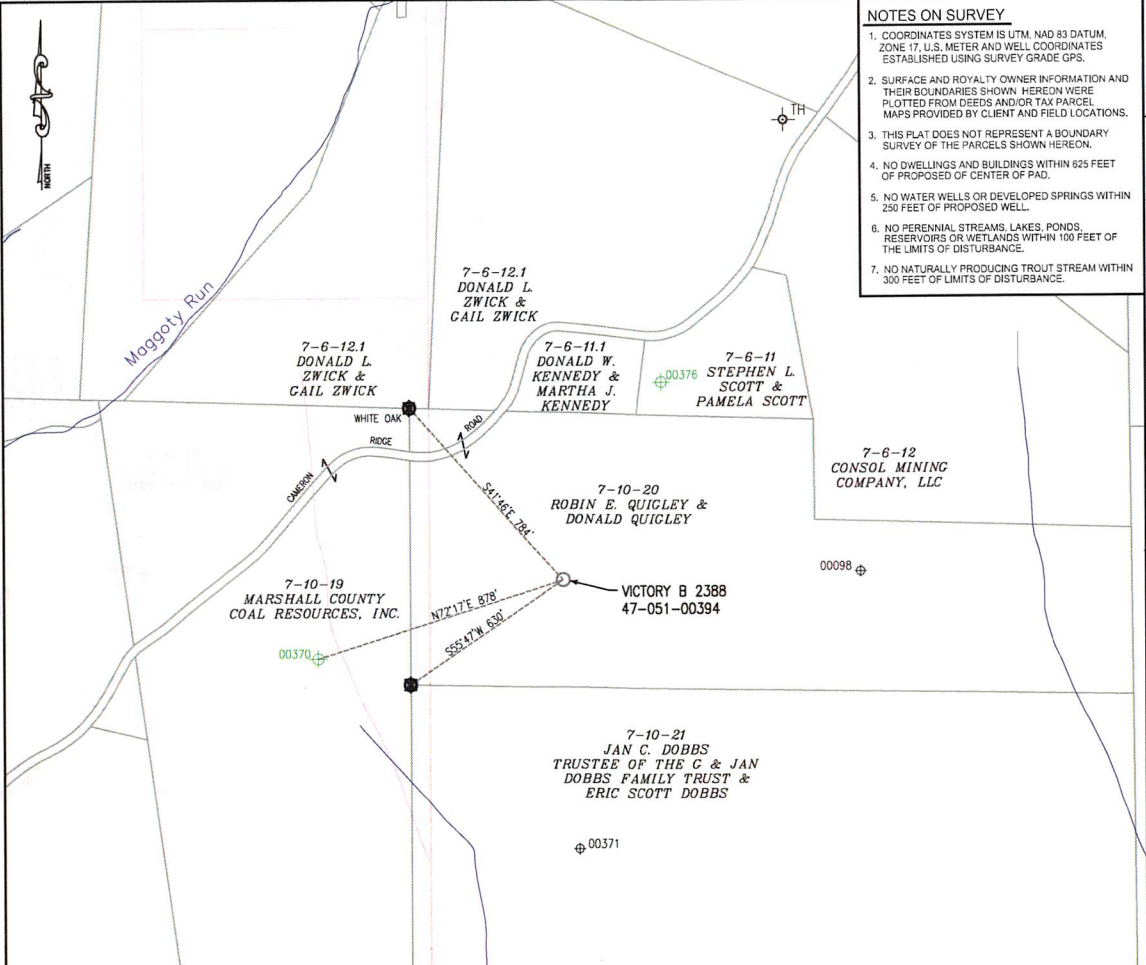 NORTH
NOTES ON SURVEY
1. COORDINATES SYSTEM IS UTM, NAD 83 DATUM,
ZONE 17, U.S. METER AND WELL COORDINATES
ESTABLISHED USING SURVEY GRADE GPS.
2. SURFACE AND ROYALTY OWNER INFORMATION AND
THEIR BOUNDARIES SHOWN HEREON WERE
PLOTTED FROM DEEDS AND/OR TAX PARCEL
MAPS PROVIDED BY CLIENT AND FIELD LOCATIONS.
3. THIS PLAT DOES NOT REPRESENT A BOUNDARY
SURVEY OF THE PARCELS SHOWN HEREON.
4. NO DWELLINGS AND BUILDINGS WITHIN 625 FEET
OF PROPOSED OF CENTER OF PAD.
5. NO WATER WELLS OR DEVELOPED SPRINGS WITHIN
250 FEET OF PROPOSED WELL.
6. NO PERENNIAL STREAMS, LAKES, PONDS,
RESERVOIRS OR WETLANDS WITHIN 100 FEET OF
THE LIMITS OF DISTURBANCE.
7. NO NATURALLY PRODUCING TROUT STREAM WITHIN
300 FEET OF LIMITS OF DISTURBANCE.
TH
Maggoty Run
7-6-12.1
DONALD L.
ZWICK &
GAIL ZWICK
7-6-12.1
DONALD L.
ZWICK &
GAIL ZWICK
7-6-11.1
DONALD W.
KENNEDY &
MARTHA J.
KENNEDY
00376
7-6-11
STEPHEN L.
SCOTT &
PAMELA SCOTT
WHITE OAK
RIDGE
ROAD
CAMERON
7-6-12
CONSOL MINING
COMPANY, LLC
S41°46'E 784'
7-10-20
ROBIN E. QUIGLEY &
DONALD QUIGLEY
00098
VICTORY B 2388
47-051-00394
7-10-19
MARSHALL COUNTY
COAL RESOURCES, INC.
N72°17'E 878'
S55°47'W 630'
00370
7-10-21
JAN C. DOBBS
TRUSTEE OF THE G & JAN
DOBBS FAMILY TRUST &
ERIC SCOTT DOBBS
00371